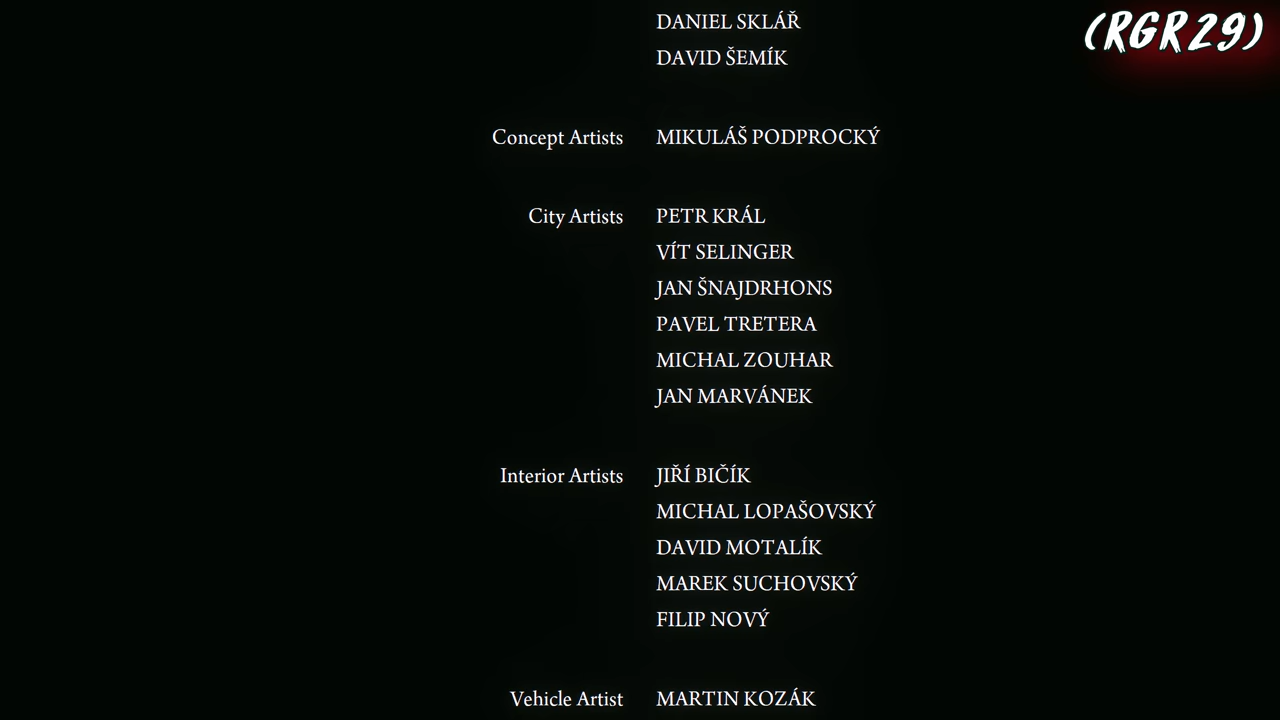 DANIEL SKLÁŘ
(RGR29)
DAVID ŠEMÍK
Concept Artists MIKULÁŠ PODPROCKÝ
City Artists PETR KRÁL
VÍT SELINGER
JAN ŠNAJDRHONS
PAVEL TRETERA
MICHAL ZOUHAR
JAN MARVÁNEK
Interior Artists JIŘÍ BIČÍK
MICHAL LOPAŠOVSKÝ
DAVID MOTALÍK
MAREK SUCHOVSKÝ
FILIP NOVÝ
Vehicle Artist MARTIN KOZÁK